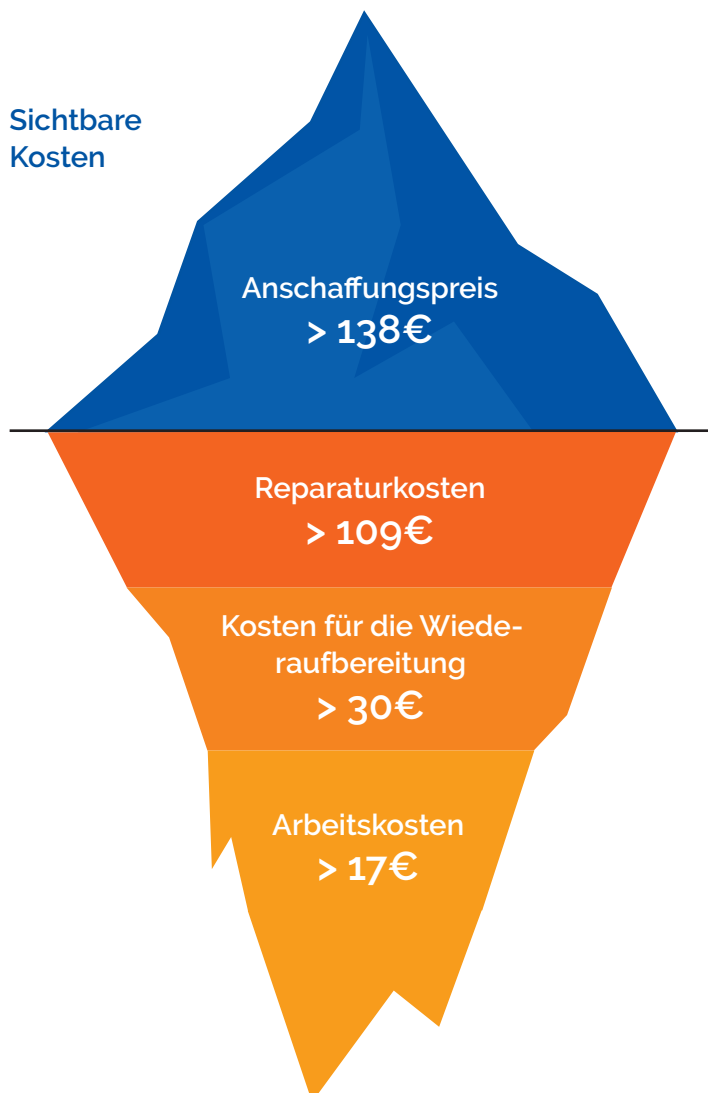 Sichtbare
Kosten
Anschaffungspreis
> 138€
Reparaturkosten
> 109€
Kosten für die Wiede-
raufbereitung
> 30€
Arbeitskosten
> 17€